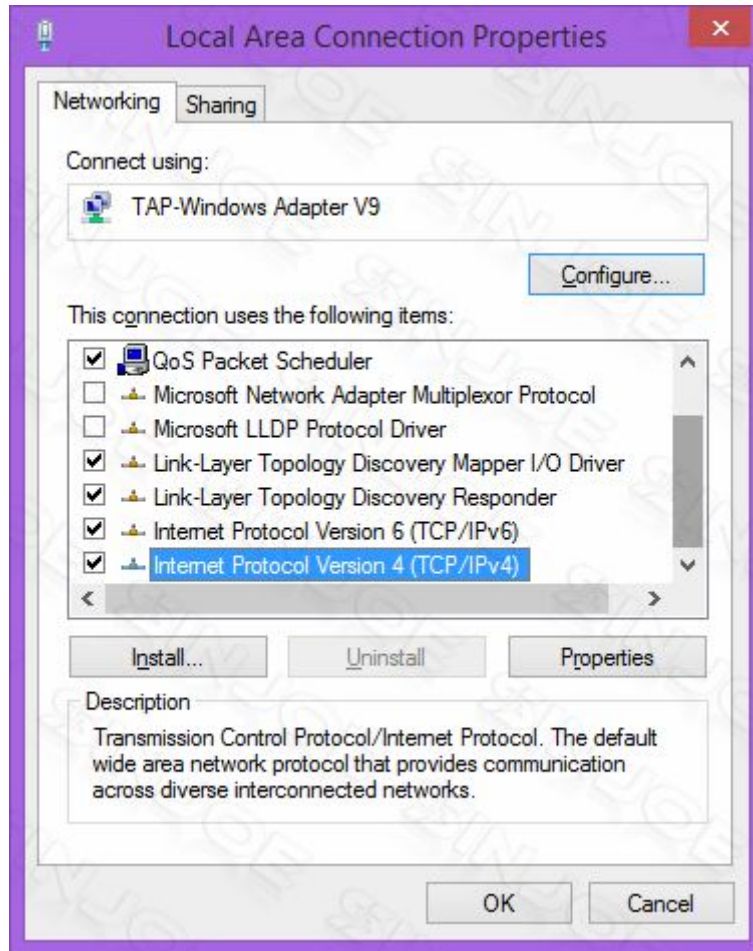 Local Area Connection Properties
Networking
Sharing
Connect using:
TAP-Windows Adapter V9
Configure...
This connection uses the following items:
QoS Packet Scheduler
Microsoft Network Adapter Multiplexor Protocol
Microsoft LLDP Protocol Driver
Link-Layer Topology Discovery Mapper I/O Driver
Link-Layer Topology Discovery Responder
Internet Protocol Version 6 (TCP/IPv6)
Internet Protocol Version 4 (TCP/IPv4)
Install...
Uninstall
Properties
Description
Transmission Control Protocol/Internet Protocol. The default
wide area network protocol that provides communication
across diverse interconnected networks.
OK
Cancel